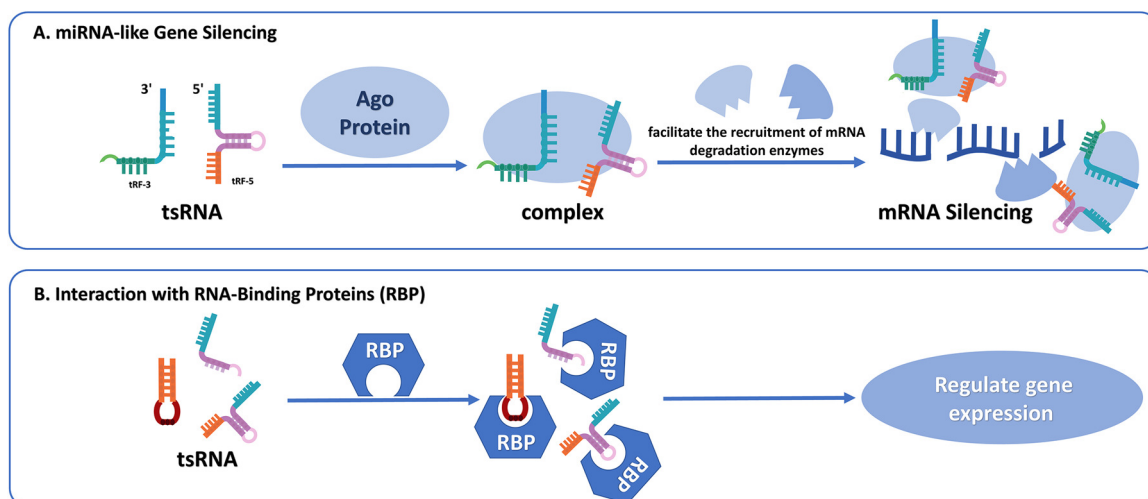 A. miRNA-like Gene Silencing
3'
5'
tRF-3
tRF-5
tsRNA
Ago
Protein
complex
facilitate the recruitment of mRNA
degradation enzymes
mRNA Silencing
B. Interaction with RNA-Binding Proteins (RBP)
tsRNA
RBP
RBP
RBP
RBP
Regulate gene
expression